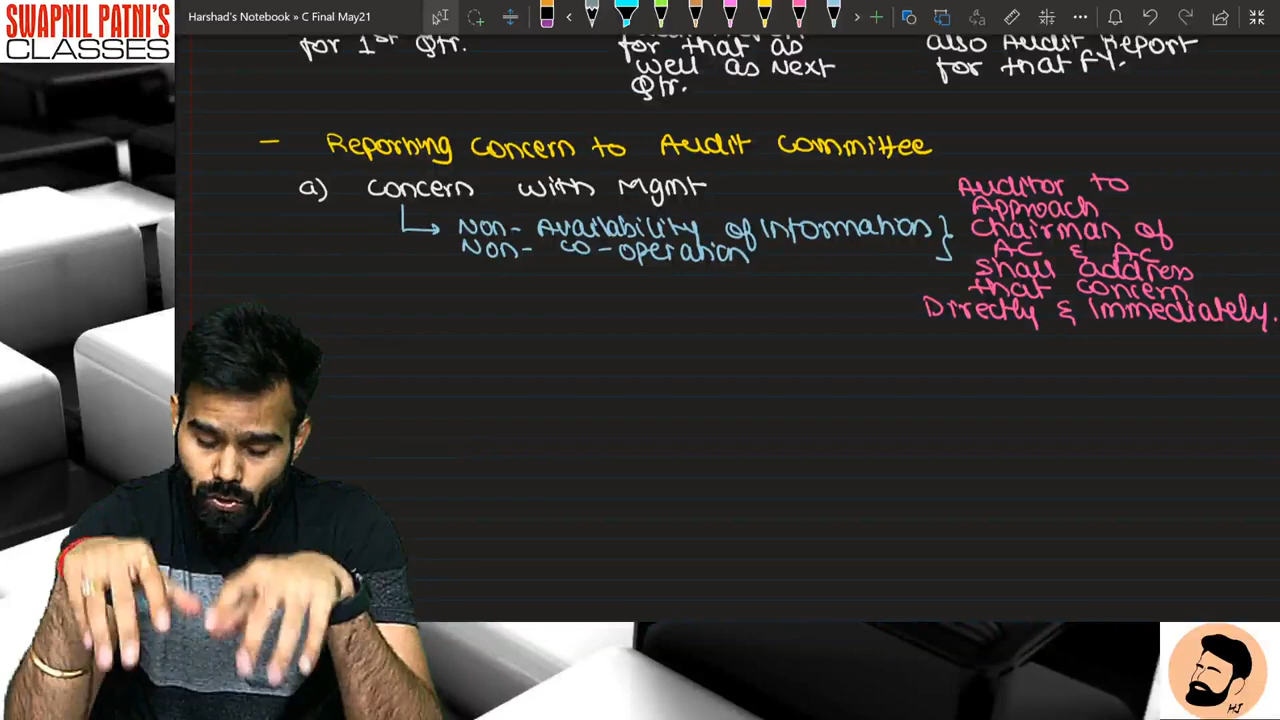 SWAPNIL PATNI'S
CLASSES
Harshad's Notebook » C Final May21
for 1st Qtr.
for that as
well as Next
Qtr.
also Audit Report
for that FY.
- Reporting Concern to Audit Committee
a) Concern with Mgmt
Non-Availability of Information
Non-co-operation
Auditor to
Approach
Chairman of
AC & AC
shall address
that concern
Directly & Immediately.
HJ